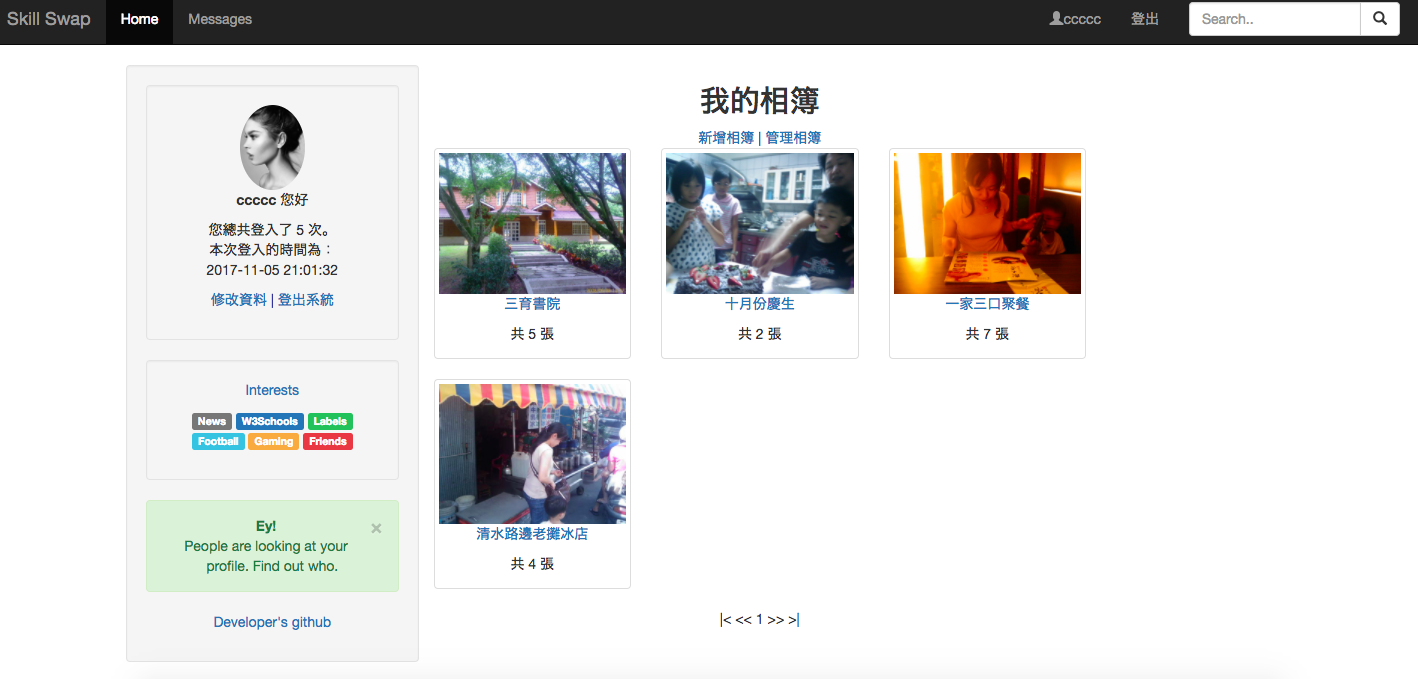 Skill Swap
Home
Messages
ccccc
登出
Search..
ccccc 您好
您總共登入了 5 次。
本次登入的時間為：
2017-11-05 21:01:32
修改資料 | 登出系統
Interests
News W3Schools Labels
Football Gaming Friends
Ey!
×
People are looking at your
profile. Find out who.
Developer's github
我的相簿
新增相簿 | 管理相簿
三育書院
共 5 張
十月份慶生
共 2 張
一家三口聚餐
共 7 張
清水路邊老攤冰店
共 4 張
|< << 1 >> >|